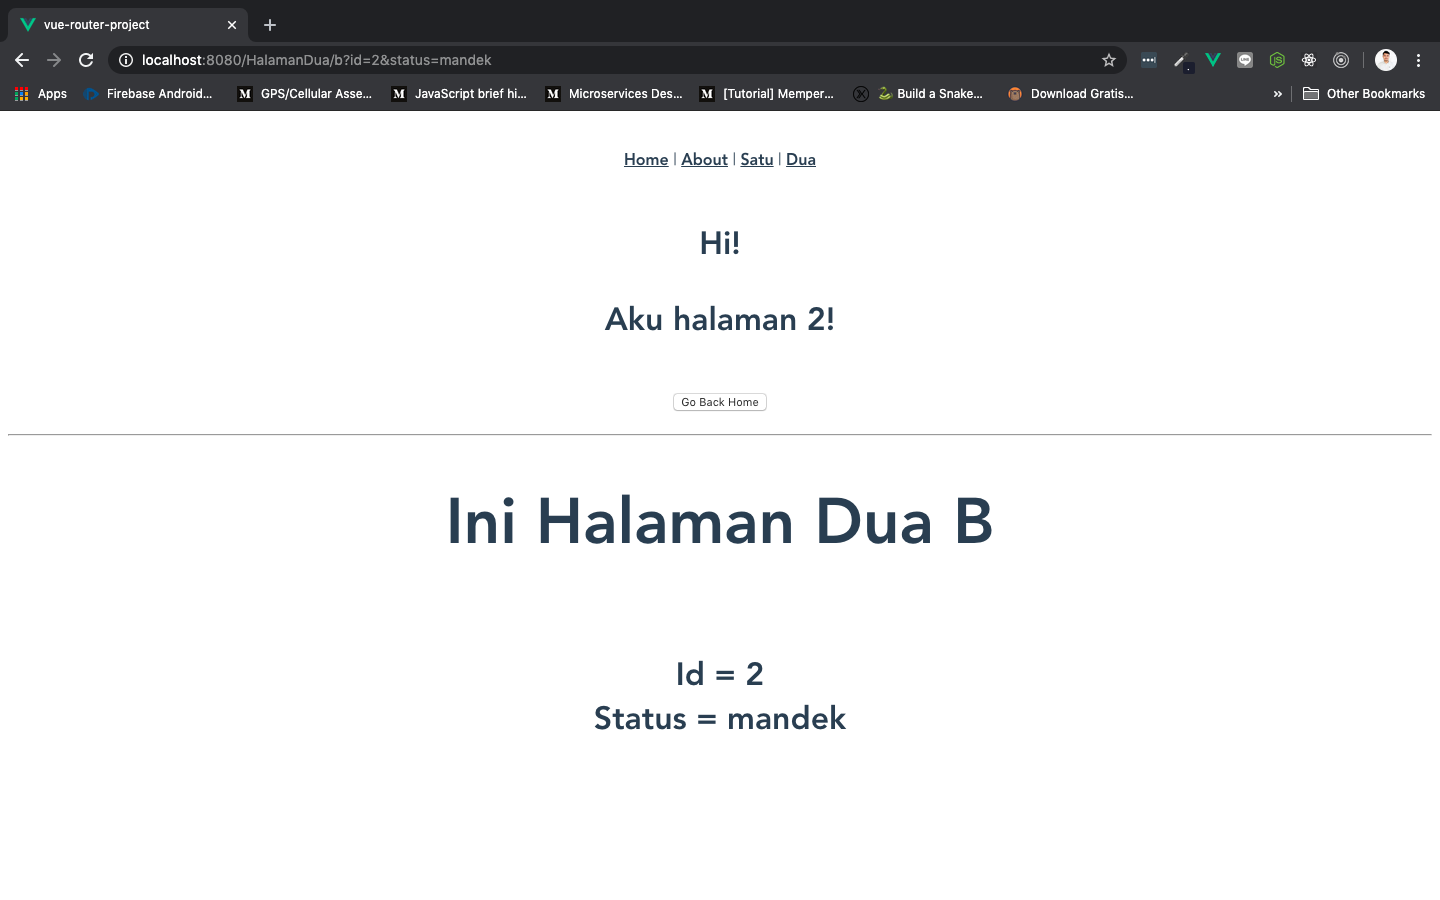 vue-router-project
localhost:8080/HalamanDua/b?id=2&status=mandek
Apps Firebase Android... GPS/Cellular Asse... JavaScript brief hi... Microservices Des... [Tutorial] Memper... Build a Snake... Download Gratis... » Other Bookmarks
Home | About | Satu | Dua
Hi!
Aku halaman 2!
Go Back Home
Ini Halaman Dua B
Id = 2
Status = mandek